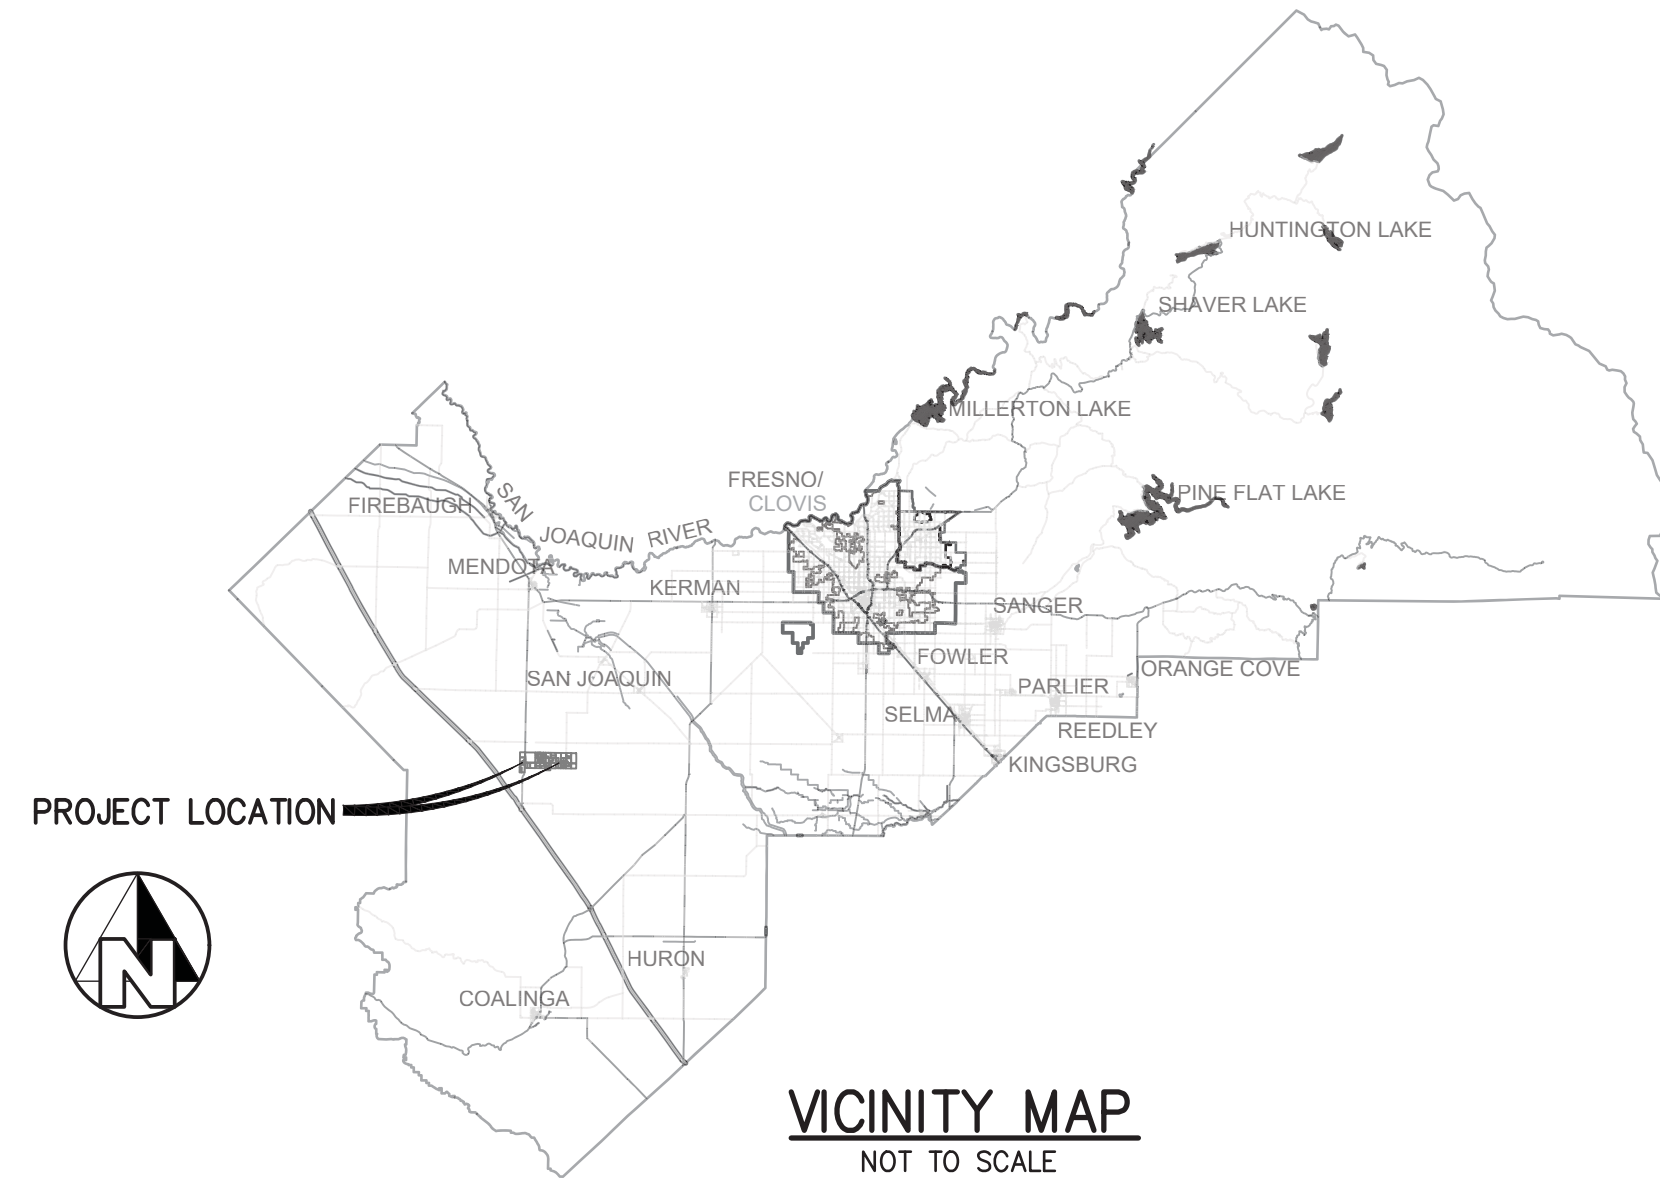 HUNTINGTON LAKE
SHAVER LAKE
MILLERTON LAKE
FRESNO/
CLOVIS
PINE FLAT LAKE
FIREBAUGH
SAN JOAQUIN RIVER
MENDOTA
KERMAN
SANGER
FOWLER
ORANGE COVE
SAN JOAQUIN
PARLIER
SELMA
REEDLEY
KINGSBURG
PROJECT LOCATION
N
HURON
COALINGA
VICINITY MAP
NOT TO SCALE